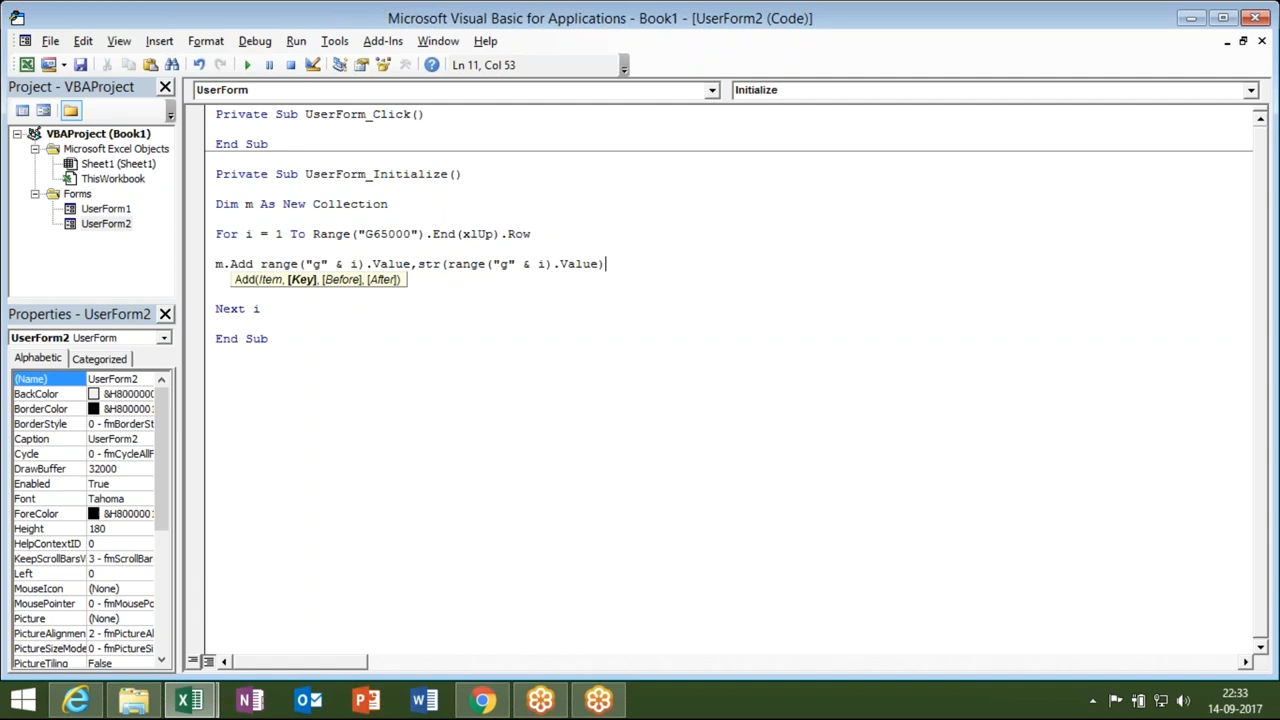 Microsoft Visual Basic for Applications - Book1 - [UserForm2 (Code)]
File Edit View Insert Format Debug Run Tools Add-Ins Window Help
Ln 11, Col 53
Project - VBAProject
UserForm
Initialize
VBAProject (Book1)
Microsoft Excel Objects
Sheet1 (Sheet1)
ThisWorkbook
Forms
UserForm1
UserForm2
Private Sub UserForm_Click()
End Sub
Private Sub UserForm_Initialize()
Dim m As New Collection
For i = 1 To Range("G65000").End(xlUp).Row
m.Add range("g" & i).Value,str(range("g" & i).Value)
Add(Item, [Key], [Before], [After])
Next i
End Sub
Properties - UserForm2
UserForm2 UserForm
Alphabetic Categorized
(Name) UserForm2
BackColor &H8000000
BorderColor &H800001
BorderStyle 0 - fmBorderSt
Caption UserForm2
Cycle 0 - fmCycleAllF
DrawBuffer 32000
Enabled True
Font Tahoma
ForeColor &H800001
Height 180
HelpContextID 0
KeepScrollBarsV 3 - fmScrollBar
Left 0
MouseIcon (None)
MousePointer 0 - fmMousePo
Picture (None)
PictureAlignmen 2 - fmPictureAl
PictureSizeMode 0 - fmPictureSi
PictureTiling False
22:33
14-09-2017